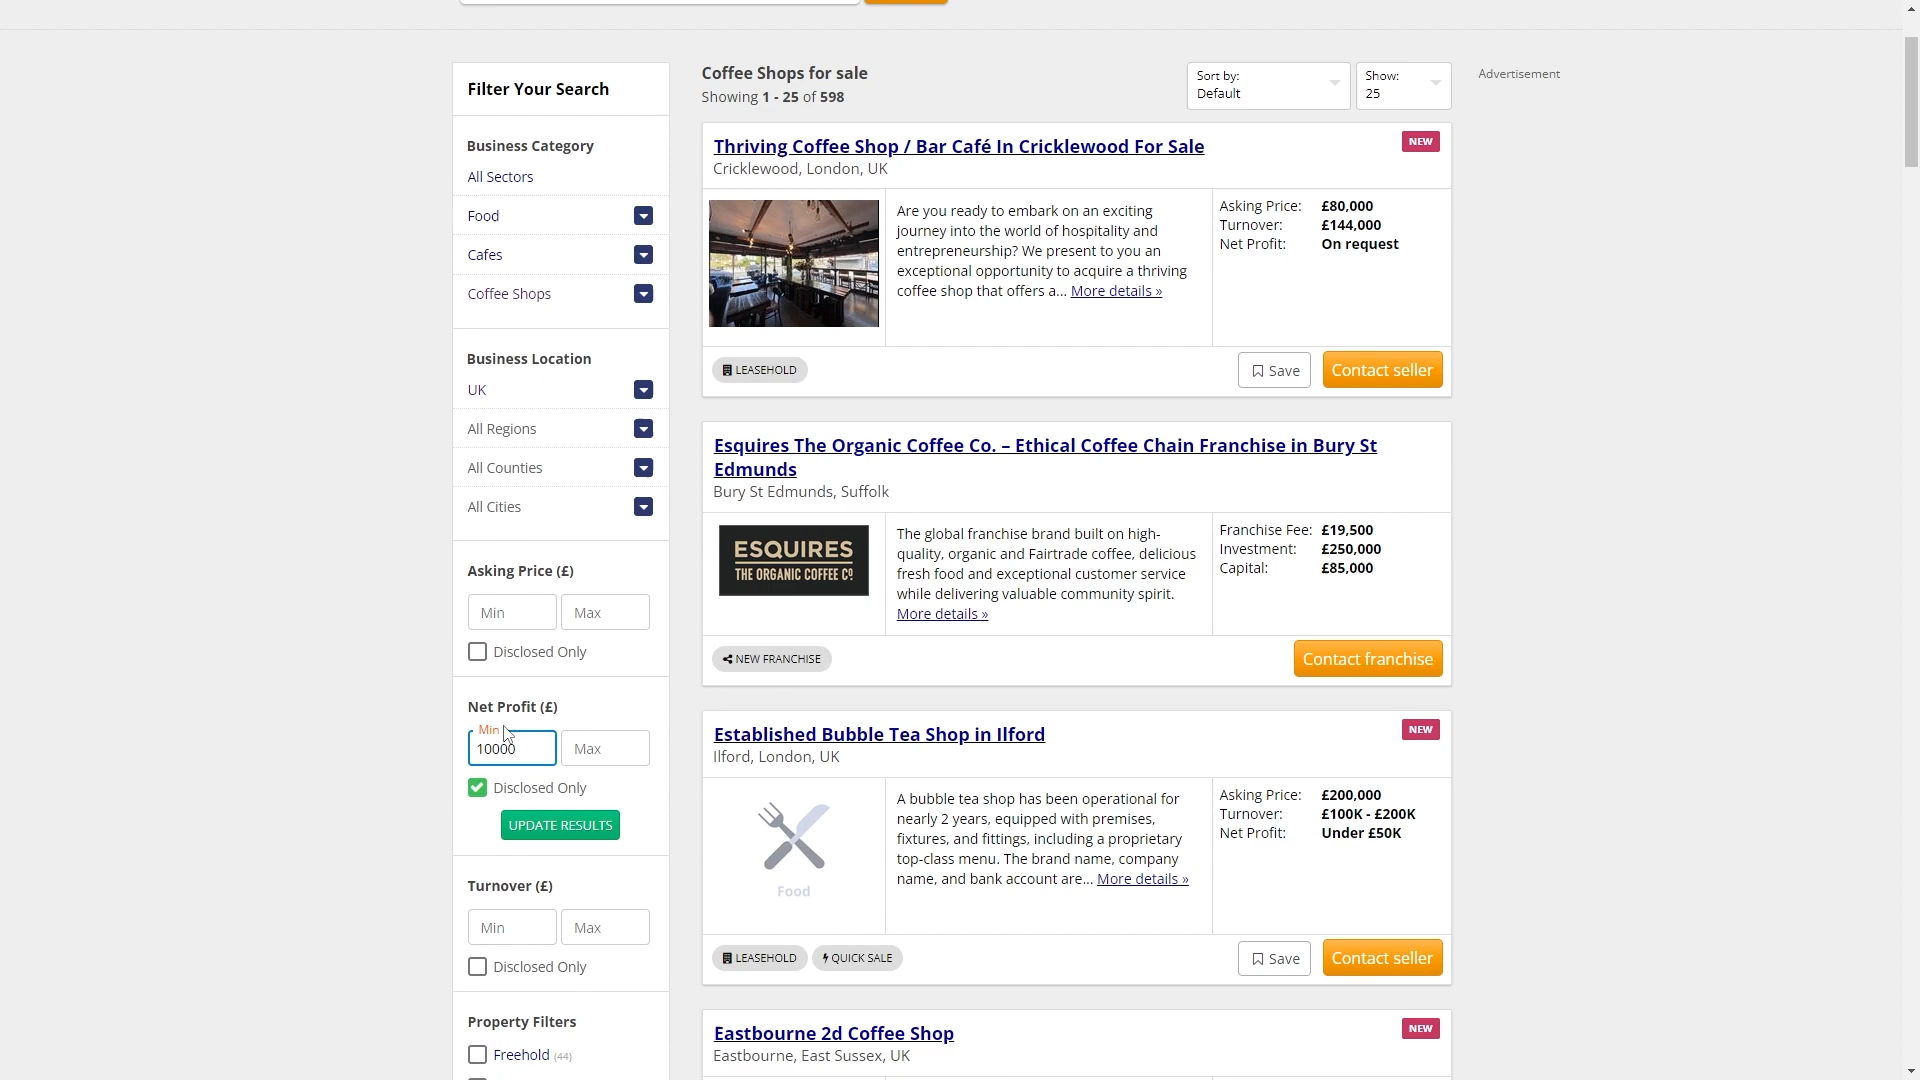 Filter Your Search
Business Category
All Sectors
Food
Cafes
Coffee Shops
Business Location
UK
All Regions
All Counties
All Cities
Asking Price (£)
Min
Max
Disclosed Only
Net Profit (£)
Min
10000
Max
Disclosed Only
UPDATE RESULTS
Turnover (£)
Min
Max
Disclosed Only
Property Filters
Freehold (44)
Coffee Shops for sale
Showing 1 - 25 of 598
Sort by:
Default
Show:
25
Advertisement
Thriving Coffee Shop / Bar Café In Cricklewood For Sale
NEW
Cricklewood, London, UK
Are you ready to embark on an exciting
journey into the world of hospitality and
entrepreneurship? We present to you an
exceptional opportunity to acquire a thriving
coffee shop that offers a... More details »
Asking Price: £80,000
Turnover: £144,000
Net Profit: On request
LEASEHOLD
Save
Contact seller
Esquires The Organic Coffee Co. – Ethical Coffee Chain Franchise in Bury St
Edmunds
Bury St Edmunds, Suffolk
ESQUIRES
THE ORGANIC COFFEE CO.
The global franchise brand built on high-
quality, organic and Fairtrade coffee, delicious
fresh food and exceptional customer service
while delivering valuable community spirit.
More details »
Franchise Fee: £19,500
Investment: £250,000
Capital: £85,000
NEW FRANCHISE
Contact franchise
Established Bubble Tea Shop in Ilford
NEW
Ilford, London, UK
Food
A bubble tea shop has been operational for
nearly 2 years, equipped with premises,
fixtures, and fittings, including a proprietary
top-class menu. The brand name, company
name, and bank account are... More details »
Asking Price: £200,000
Turnover: £100K - £200K
Net Profit: Under £50K
LEASEHOLD
QUICK SALE
Save
Contact seller
Eastbourne 2d Coffee Shop
NEW
Eastbourne, East Sussex, UK